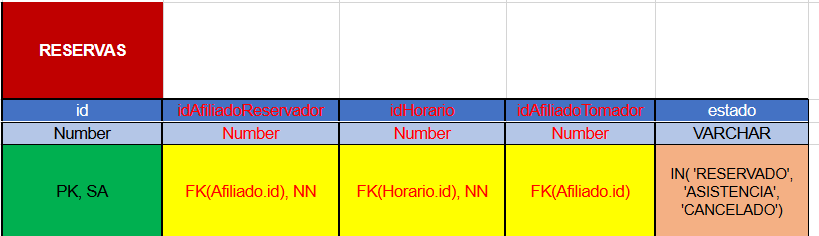 RESERVAS
id idAfiliadoReservador idHorario idAfiliadoTomador estado
Number Number Number Number VARCHAR
PK, SA FK(Afiliado.id), NN FK(Horario.id), NN FK(Afiliado.id) IN( 'RESERVADO',
'ASISTENCIA',
'CANCELADO')